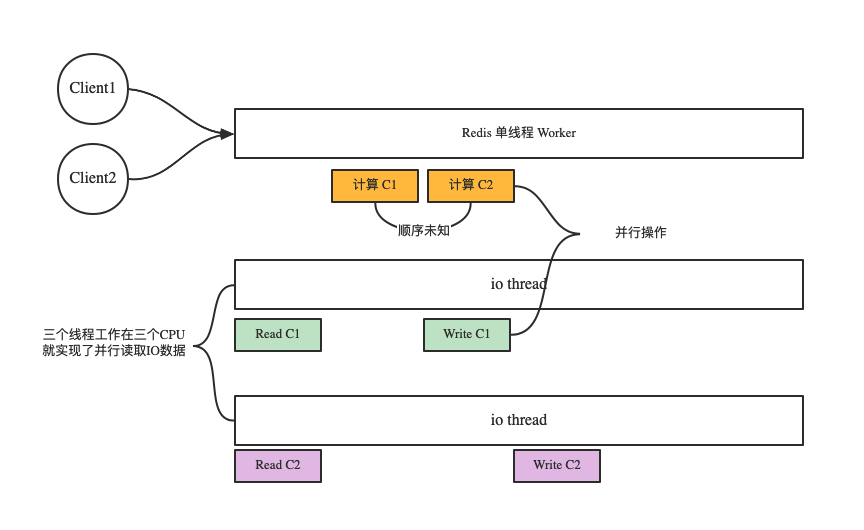 Client1
Redis 单线程 Worker
Client2
计算 C1
计算 C2
顺序未知
并行操作
io thread
Read C1
Write C1
三个线程工作在三个CPU
就实现了并行读取IO数据
io thread
Read C2
Write C2